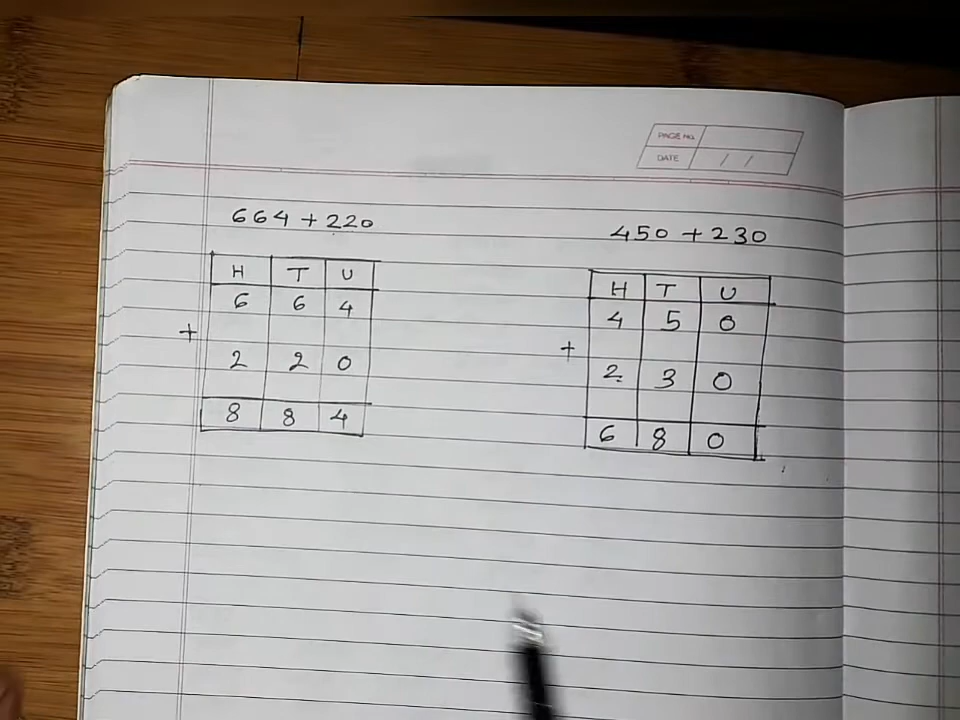 PAGE NO.
DATE / /
664 + 220
H T U
6 6 4
+
2 2 0
8 8 4
450 + 230
H T U
4 5 0
+
2 3 0
6 8 0